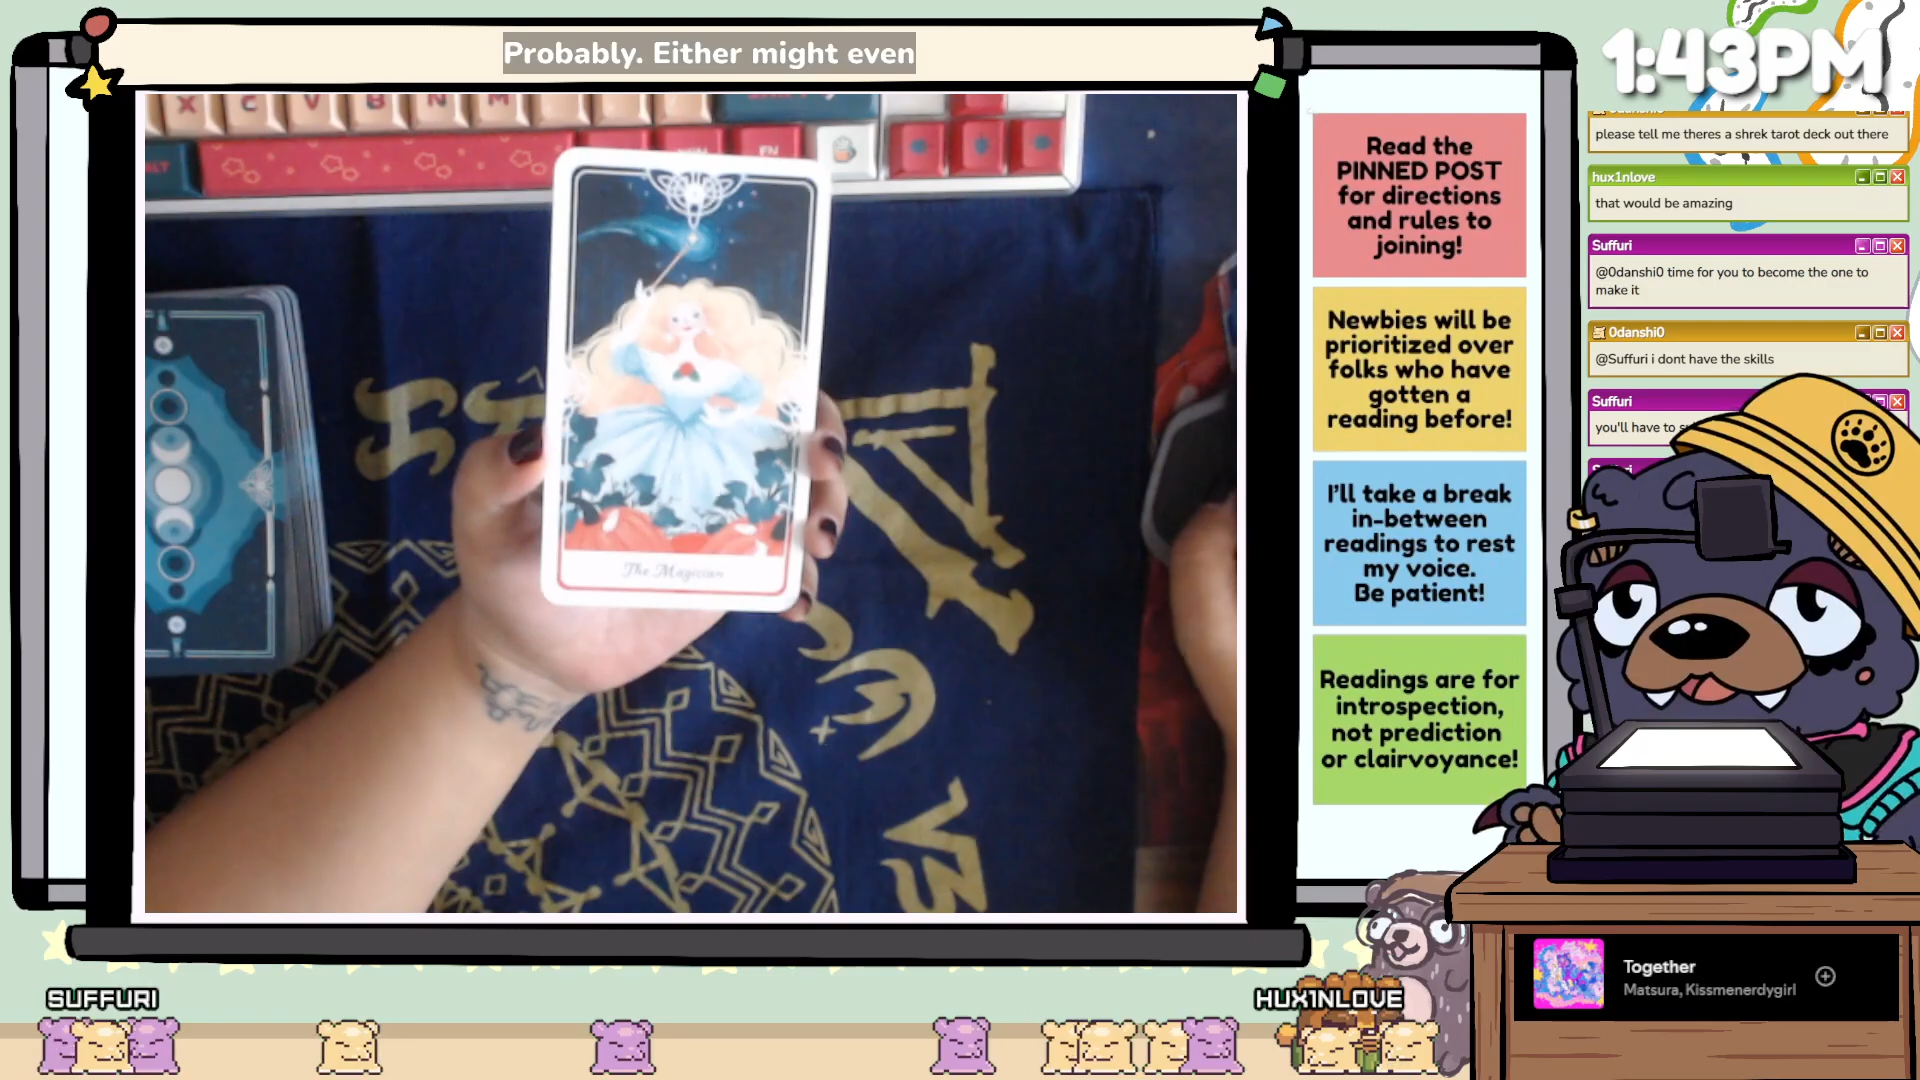 Probably. Either might even
1:43PM
X C V B N M
ALT
FN
The Magician
Read the
PINNED POST
for directions
and rules to
joining!
Newbies will be
prioritized over
folks who have
gotten a
reading before!
I'll take a break
in-between
readings to rest
my voice.
Be patient!
Readings are for
introspection,
not prediction
or clairvoyance!
please tell me theres a shrek tarot deck out there
hux1nlove
that would be amazing
Suffuri
@0danshi0 time for you to become the one to
make it
0danshi0
@Suffuri i dont have the skills
Suffuri
you'll have to
Together
Matsura, Kissmenerdygirl
SUFFURI
HUX1NLOVE